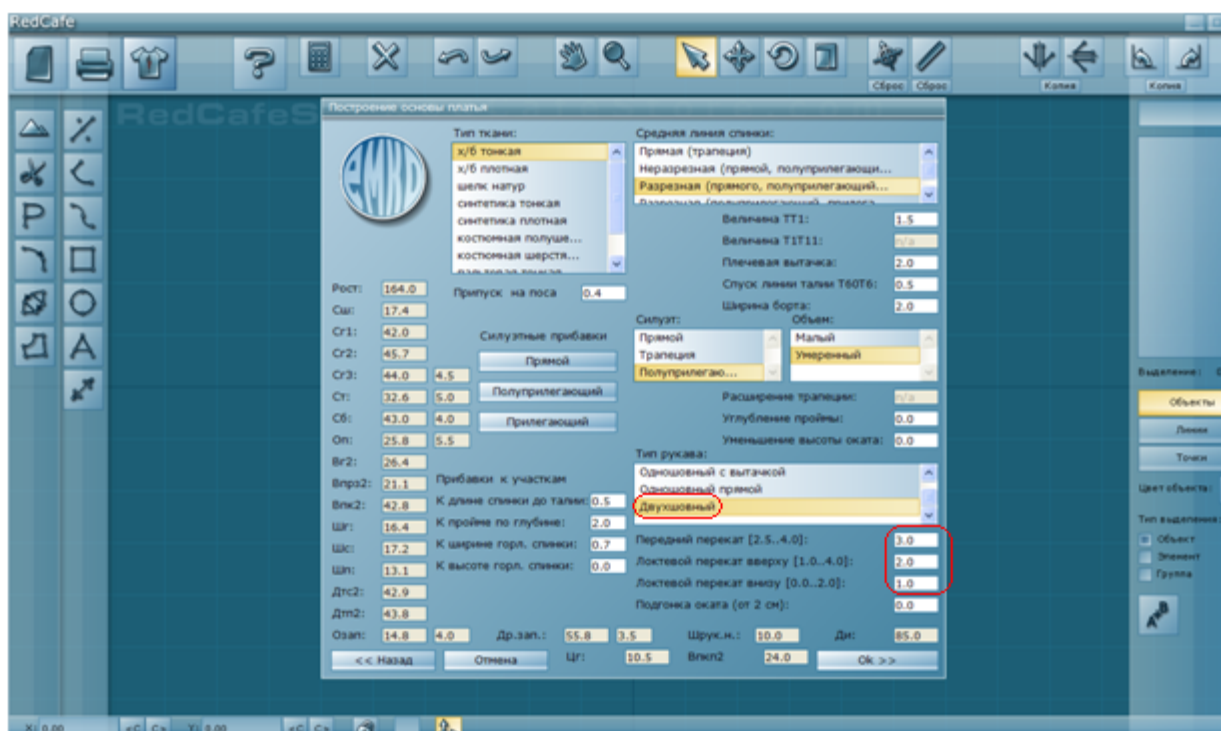 RedCafe
Сброс Сброс Копия Копия
RedCafeS
Построение основы платья
Тип ткани:
х/б тонкая
х/б плотная
шелк натур
синтетика тонкая
синтетика плотная
костюмная полуше...
костюмная шерстя...
пальтовая тонкая
Припуск на поса 0.4
Силуэтные прибавки
Прямой
Полуприлегающий
Прилегающий
Рост: 164.0
Сш: 17.4
Сг1: 42.0
Сг2: 45.7
Сг3: 44.0 4.5
Ст: 32.6 5.0
Сб: 43.0 4.0
Оп: 25.8 5.5
Вг2: 26.4
Впрз2: 21.1
Впк2: 42.8
Шг: 16.4
Шс: 17.2
Шп: 13.1
Дтс2: 42.9
Дтп2: 43.8
Прибавки к участкам
К длине спинки до талии: 0.5
К пройме по глубине: 2.0
К ширине горл. спинки: 0.7
К высоте горл. спинки: 0.0
Средняя линия спинки:
Прямая (трапеция)
Неразрезная (прямой, полуприлегающи...
Разрезная (прямого, полуприлегающий...
Разрезная (полуприлегающий, прилега
Величина ТТ1: 1.5
Величина Т1Т11: n/a
Плечевая вытачка: 2.0
Спуск линии талии Т60Т6: 0.5
Ширина борта: 2.0
Силуэт:
Прямой
Трапеция
Полуприлегаю...
Объем:
Малый
Умеренный
Расширение трапеции: n/a
Углубление проймы: 0.0
Уменьшение высоты оката: 0.0
Тип рукава:
Одношовный с вытачкой
Одношовный прямой
Двухшовный
Передний перекат [2.5..4.0]: 3.0
Локтевой перекат вверху [1.0..4.0]: 2.0
Локтевой перекат внизу [0.0..2.0]: 1.0
Подгонка оката (от 2 см): 0.0
Озап: 14.8 4.0 Др.зап.: 55.8 3.5 Шрук.н.: 10.0 Ди: 85.0
<< Назад Отмена Цг: 10.5 Впкп2 24.0 Ok >>
Выделение: 0
Объекты
Линии
Точки
Цвет объекта:
Тип выделения
Объект
Элемент
Группа
X: 0.00 <C C> Y: 0.00 <C C>